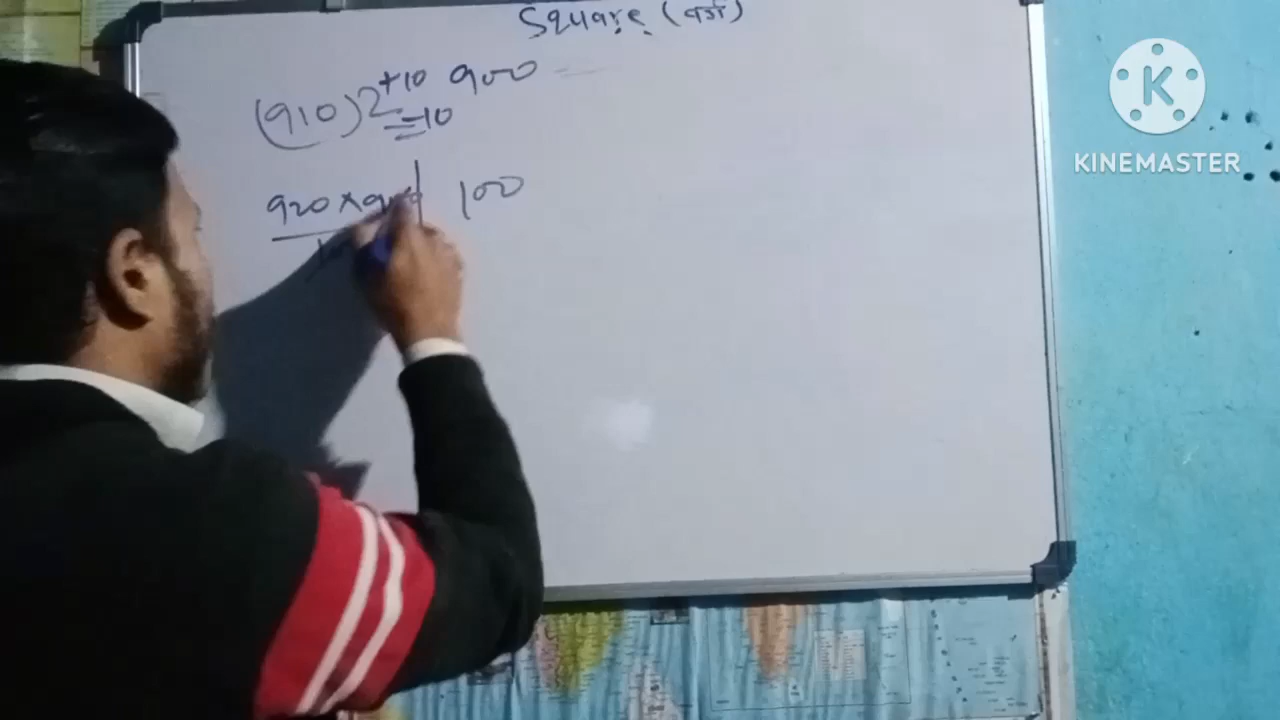 Square (वर्ग)
(910)2 +10 900
=-10
920 × 900 | 100
KINEMASTER